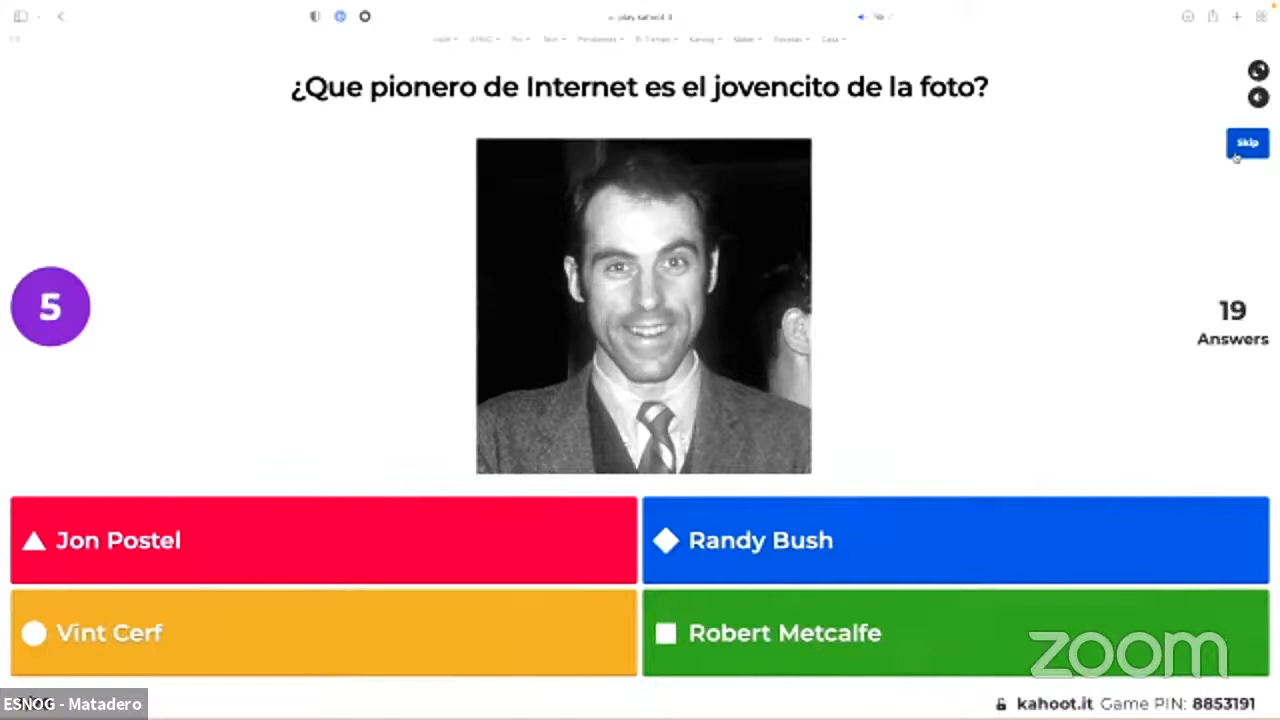 ¿Que pionero de Internet es el jovencito de la foto?
Skip
5
19
Answers
Jon Postel
Randy Bush
Vint Cerf
Robert Metcalfe
zoom
ESNOG - Matadero
kahoot.it Game PIN: 8853191